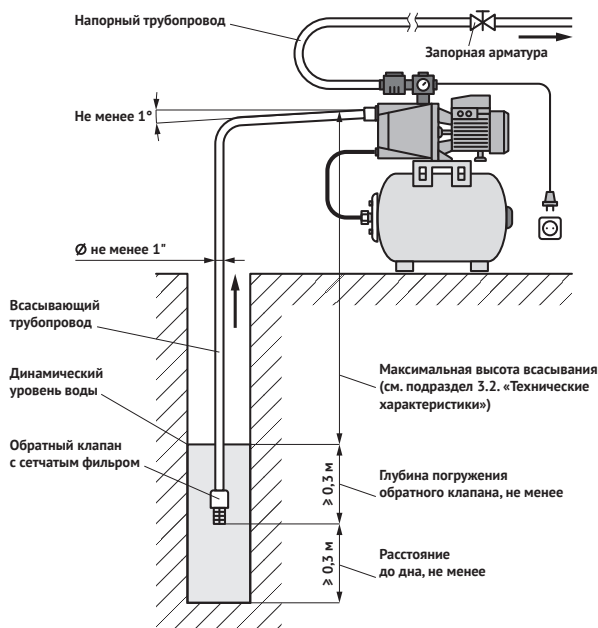 Напорный трубопровод
Запорная арматура
Не менее 1°
Ø не менее 1"
Всасывающий
трубопровод
Динамический
уровень воды
Максимальная высота всасывания
(см. подраздел 3.2. «Технические
характеристики»)
Обратный клапан
с сетчатым фильтром
≥ 0,3 м
Глубина погружения
обратного клапана, не менее
≥ 0,3 м
Расстояние
до дна, не менее